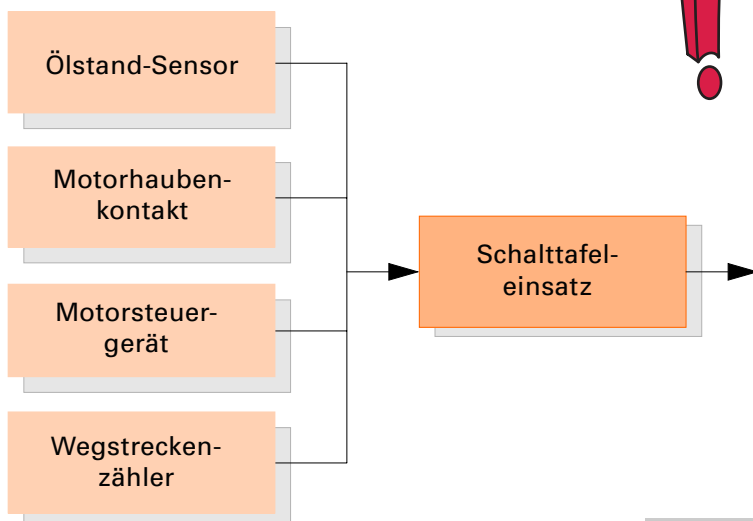 Ölstand-Sensor
Motorhauben-
kontakt
Motorsteuer-
gerät
Wegstrecken-
zähler
Schalttafel-
einsatz